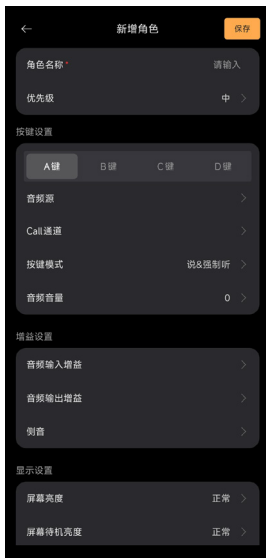 新增角色 保存
角色名称* 请输入
优先级 中
按键设置
A键 B键 C键 D键
音频源
Call通道
按键模式 说&强制听
音频音量 0
增益设置
音频输入增益
音频输出增益
侧音
显示设置
屏幕亮度 正常
屏幕待机亮度 正常